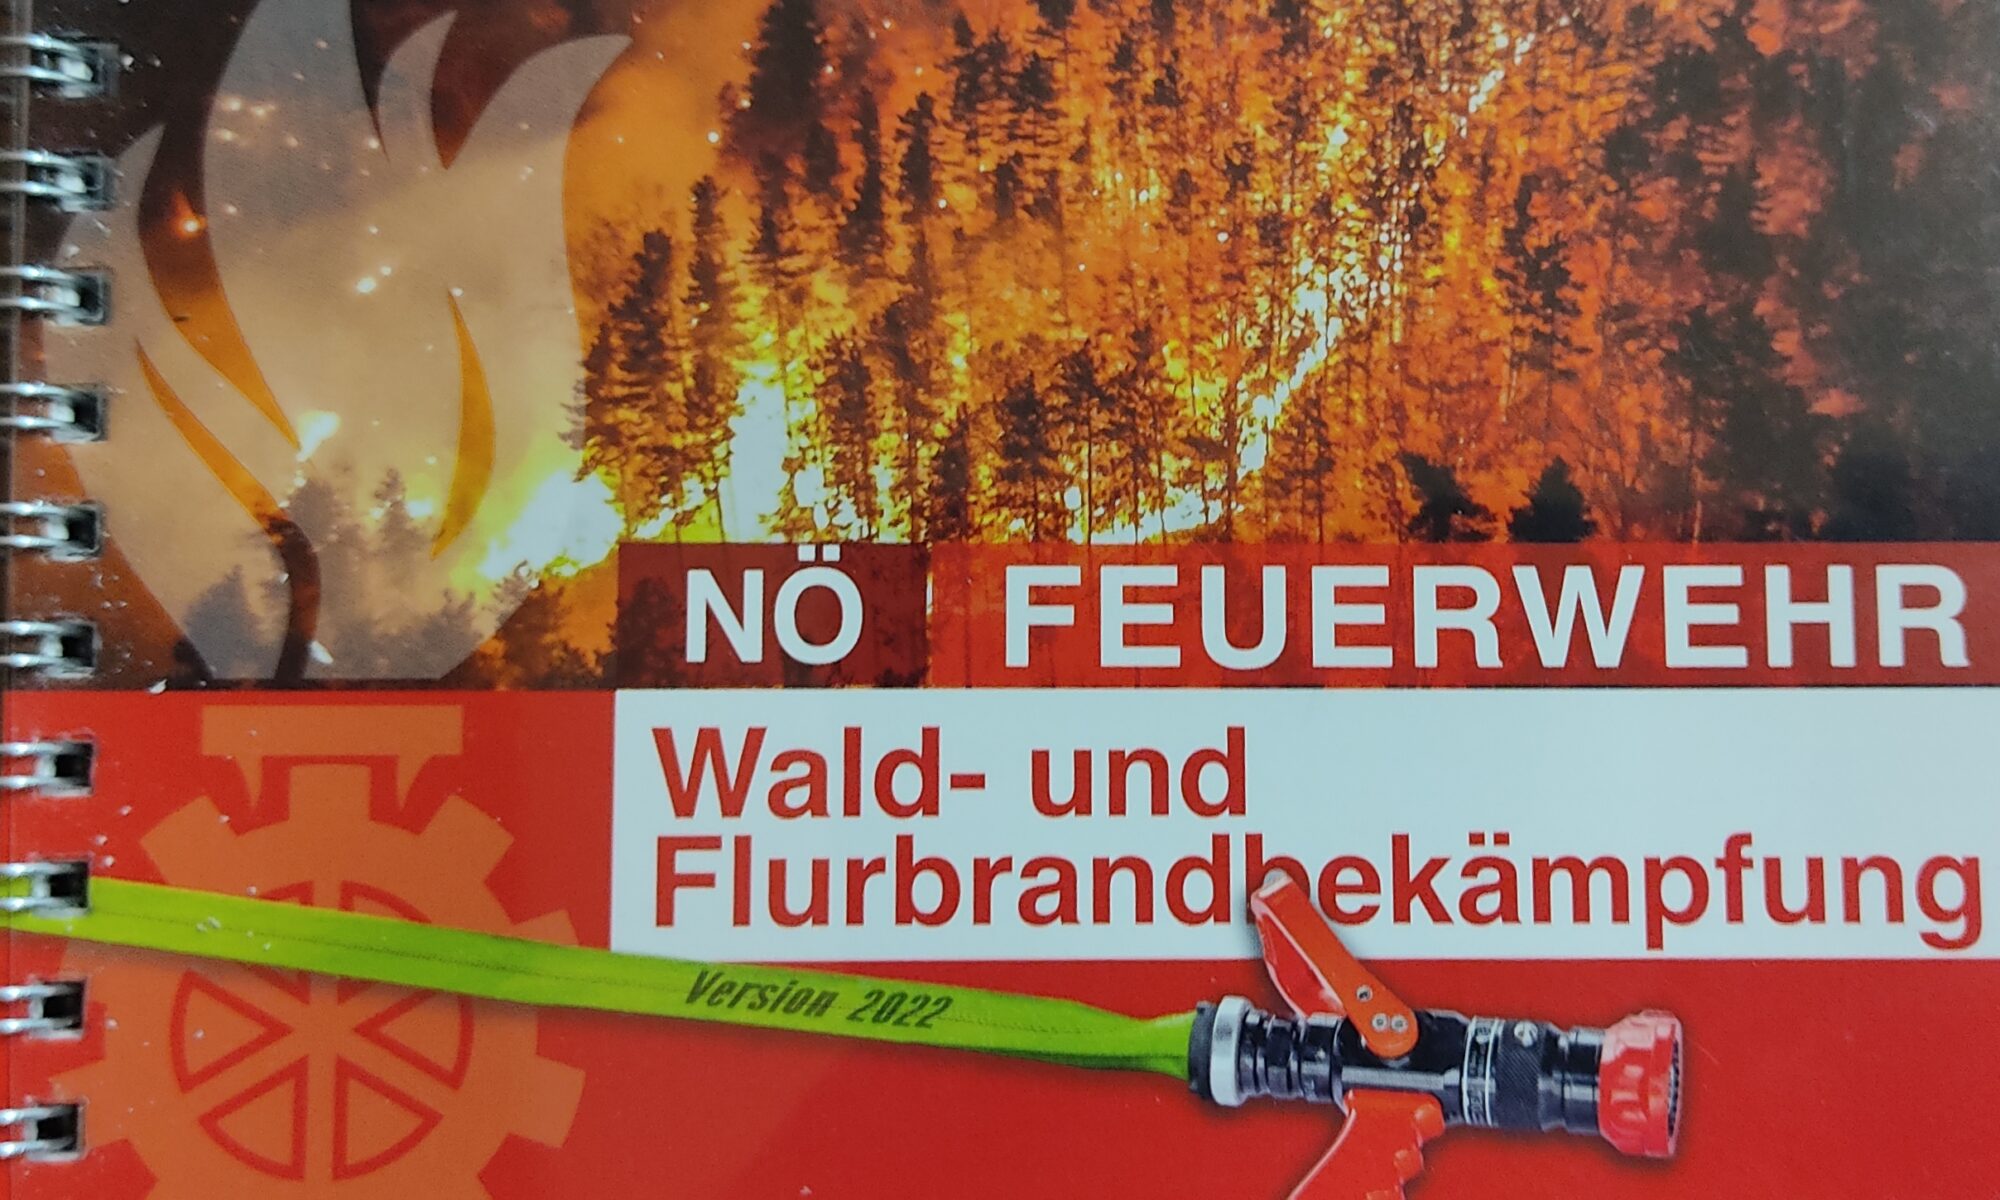 NÖ FEUERWEHR
Wald- und
Flurbrandbekämpfung
Version 2022